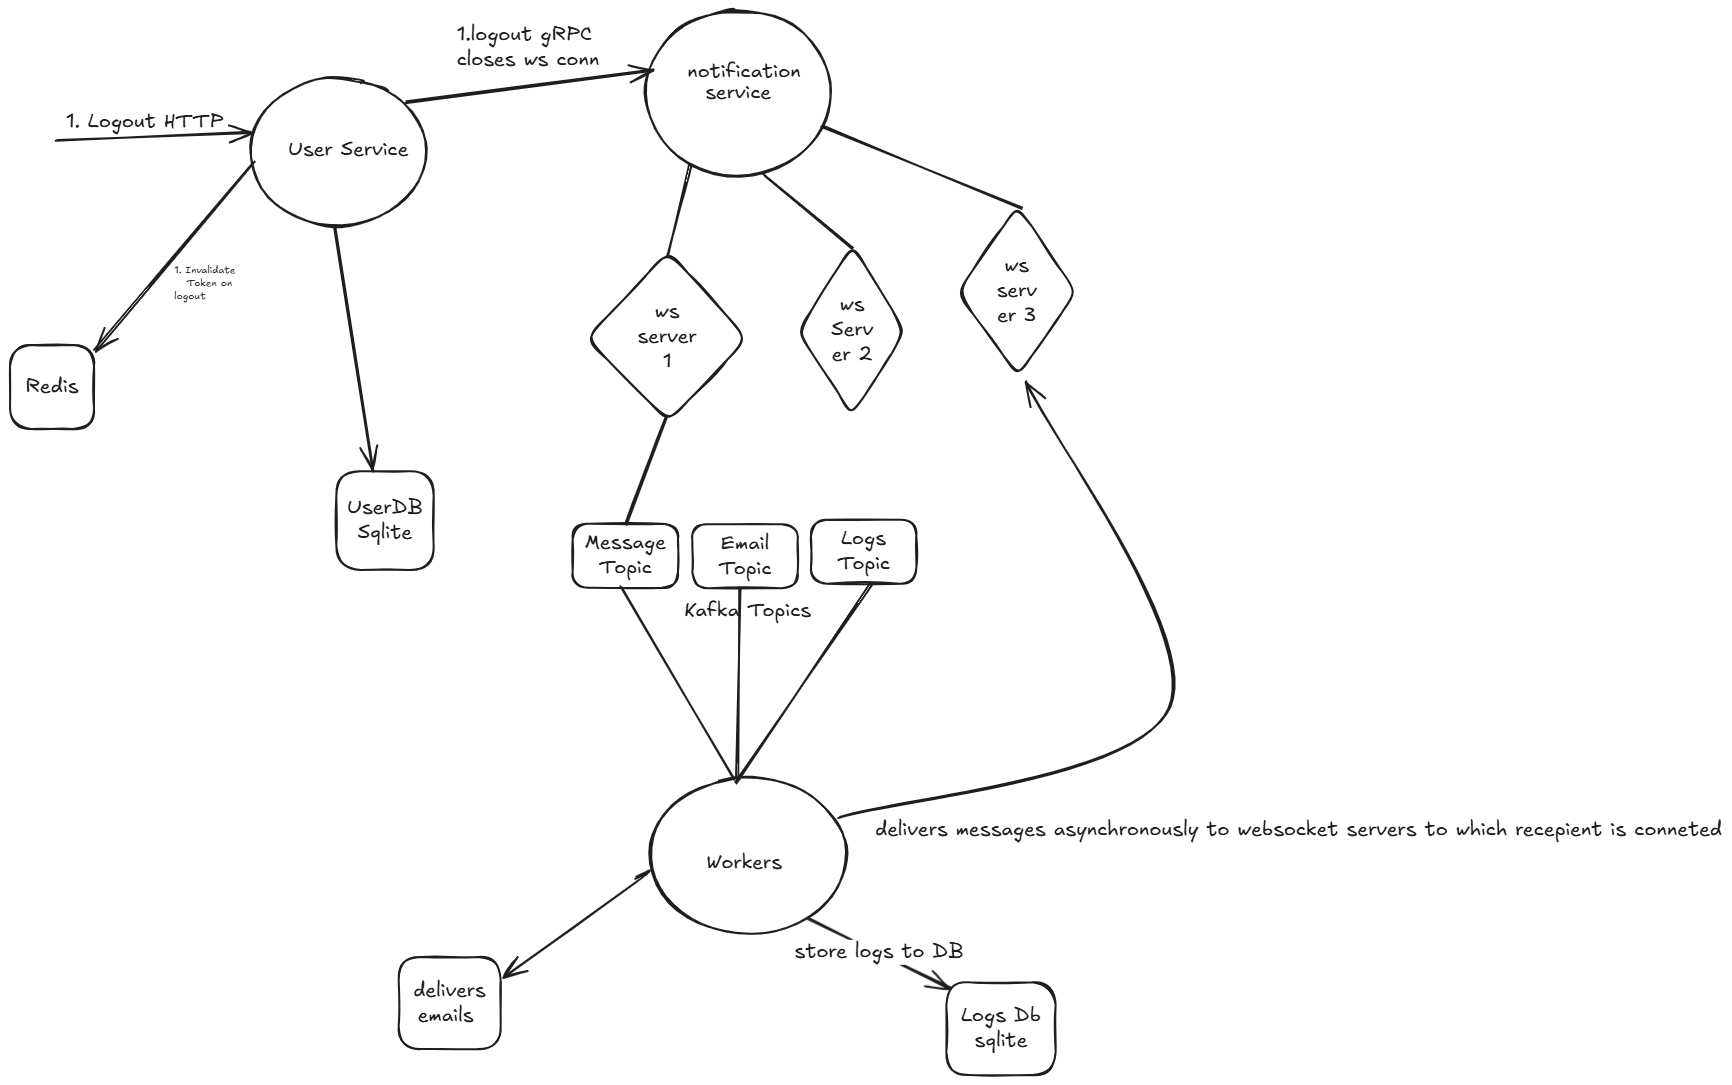 1.logout gRPC
closes ws conn
notification
service
1. Logout HTTP
User Service
1. Invalidate
Token on
logout
Redis
UserDB
Sqlite
ws
server
1
ws
Serv
er 2
ws
serv
er 3
Message
Topic
Email
Topic
Logs
Topic
Kafka Topics
Workers
delivers messages asynchronously to websocket servers to which recepient is conneted
delivers
emails
store logs to DB
Logs Db
sqlite